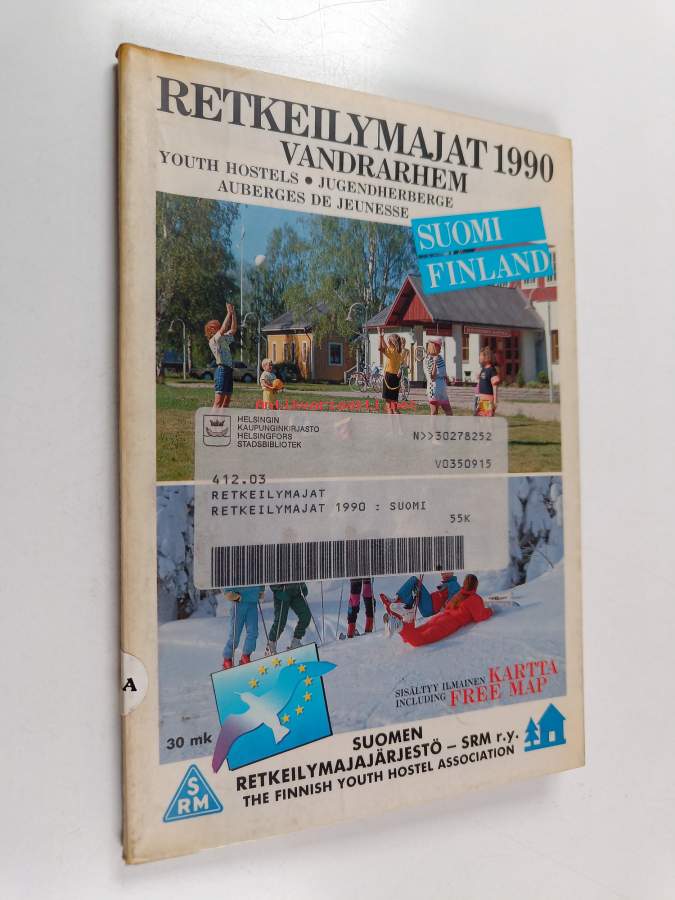 RETKEILYMAJAT 1990
VANDRARHEM
YOUTH HOSTELS • JUGENDHERBERGE
AUBERGES DE JEUNESSE
SUOMI
FINLAND
HELSINGIN
KAUPUNGINKIRJASTO
HELSINGFORS
STADSBIBLIOTEK
N>>30278252
V0350915
412.03
RETKEILYMAJAT
RETKEILYMAJAT 1990 : SUOMI
55K
SISÄLTYY ILMAINEN KARTTA
INCLUDING FREE MAP
A
30 mk
SUOMEN
RETKEILYMAJAJÄRJESTÖ – SRM r.y.
THE FINNISH YOUTH HOSTEL ASSOCIATION
S
RM